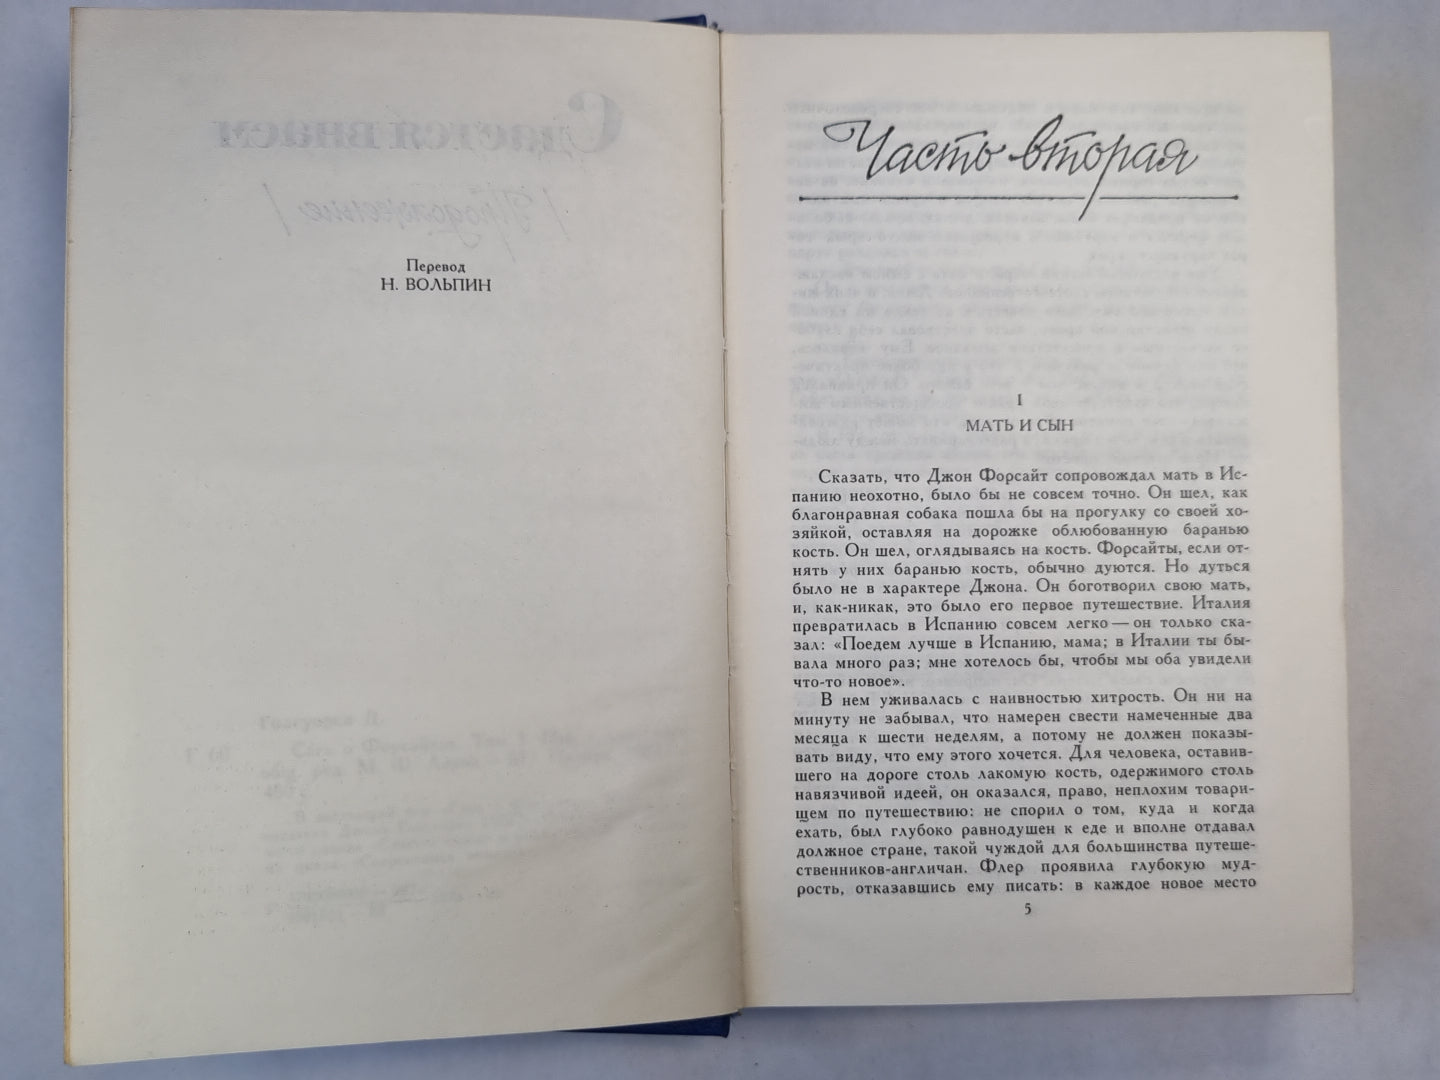 Перевод
Н. ВОЛЬПИН
Часть вторая
I
МАТЬ И СЫН
Сказать, что Джон Форсайт сопровождал мать в Ис-
панию неохотно, было бы не совсем точно. Он шел, как
благонравная собака пошла бы на прогулку со своей хо-
зяйкой, оставляя на дорожке облюбованную баранью
кость. Он шел, оглядываясь на кость. Форсайты, если от-
нять у них баранью кость, обычно дуются. Но дуться
было не в характере Джона. Он боготворил свою мать,
и, как-никак, это было его первое путешествие. Италия
превратилась в Испанию совсем легко — он только ска-
зал: «Поедем лучше в Испанию, мама; в Италии ты бы-
вала много раз; мне хотелось бы, чтобы мы оба увидели
что-то новое».
В нем уживалась с наивностью хитрость. Он ни на
минуту не забывал, что намерен свести намеченные два
месяца к шести неделям, а потому не должен показы-
вать виду, что ему этого хочется. Для человека, оставив-
шего на дороге столь лакомую кость, одержимого столь
навязчивой идеей, он оказался, право, неплохим товари-
щем по путешествию: не спорил о том, куда и когда
ехать, был глубоко равнодушен к еде и вполне отдавал
должное стране, такой чуждой для большинства путеше-
ственников-англичан. Флер проявила глубокую муд-
рость, отказавшись ему писать: в каждое новое место
5